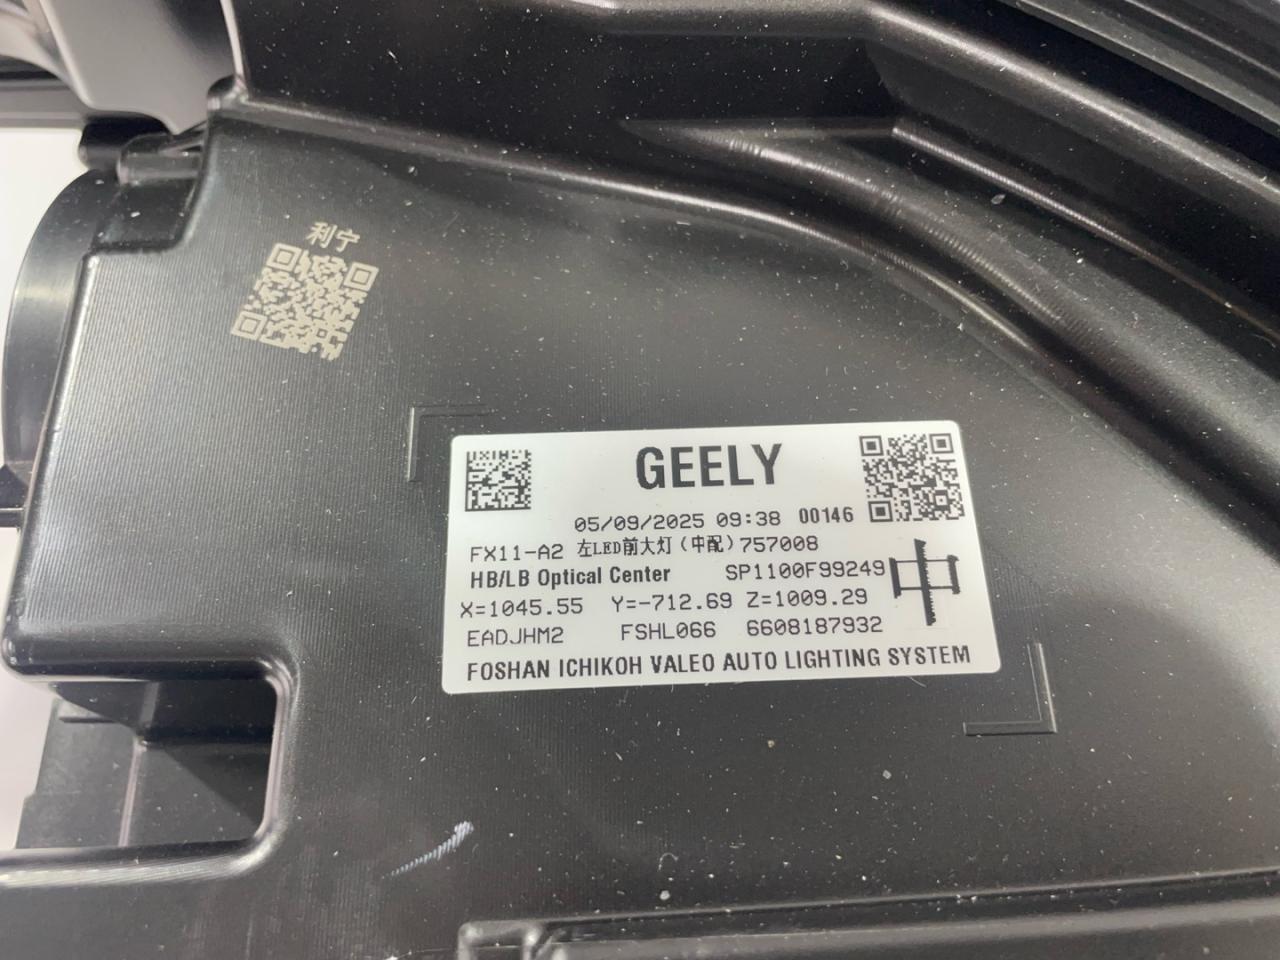 利宁
GEELY
05/09/2025 09:38 00146
FX11-A2 左LED前大灯(中配)757008
HB/LB Optical Center SP1100F99249
中
X=1045.55 Y=-712.69 Z=1009.29
EADJHM2 FSHL066 6608187932
FOSHAN ICHIKOH VALEO AUTO LIGHTING SYSTEM